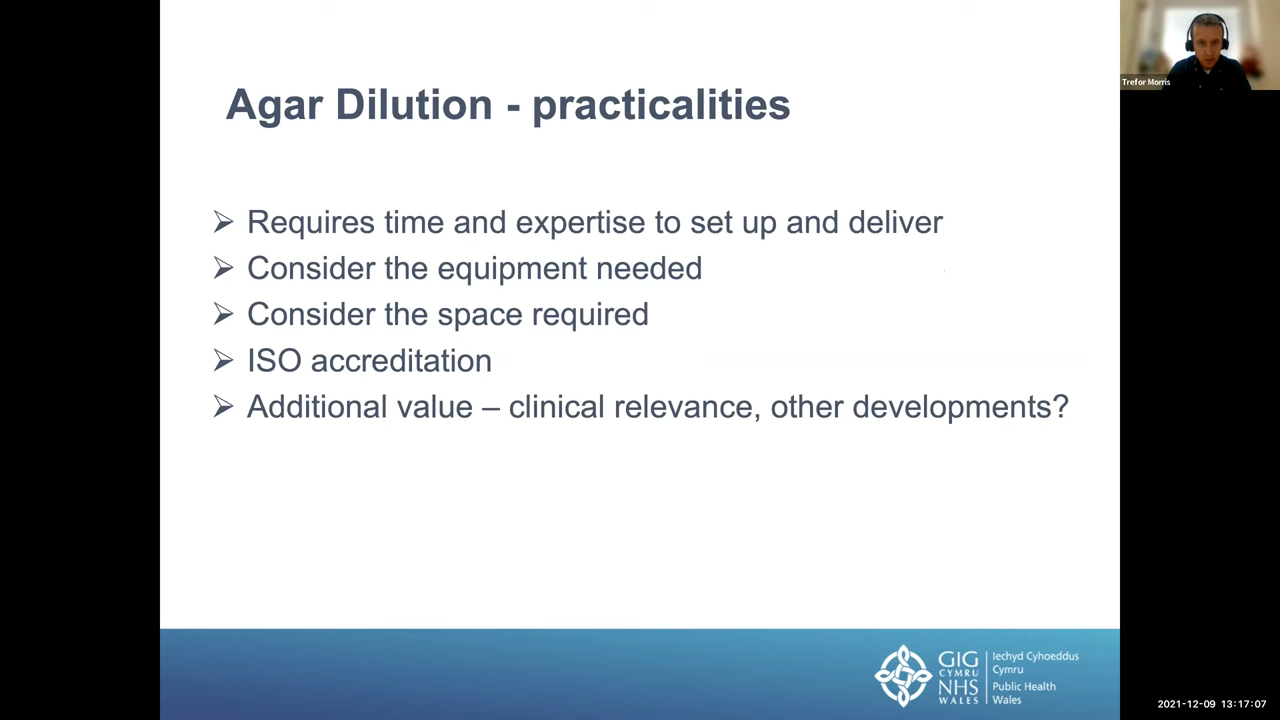 Trefor Morris
Agar Dilution - practicalities
➢ Requires time and expertise to set up and deliver
➢ Consider the equipment needed
➢ Consider the space required
➢ ISO accreditation
➢ Additional value – clinical relevance, other developments?
GIG
CYMRU
NHS
WALES
Iechyd Cyhoeddus
Cymru
Public Health
Wales
2021-12-09 13:17:07